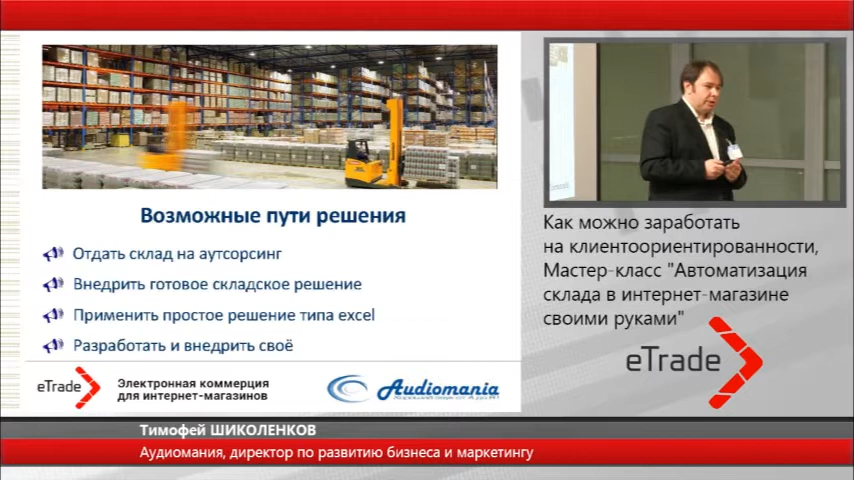 Возможные пути решения
Отдать склад на аутсорсинг
Внедрить готовое складское решение
Применить простое решение типа excel
Разработать и внедрить своё
eTrade
Электронная коммерция
для интернет-магазинов
Audiomania
Как можно заработать
на клиентоориентированности,
Мастер-класс "Автоматизация
склада в интернет-магазине
своими руками"
eTrade
Тимофей ШИКОЛЕНКОВ
Аудиомания, директор по развитию бизнеса и маркетингу